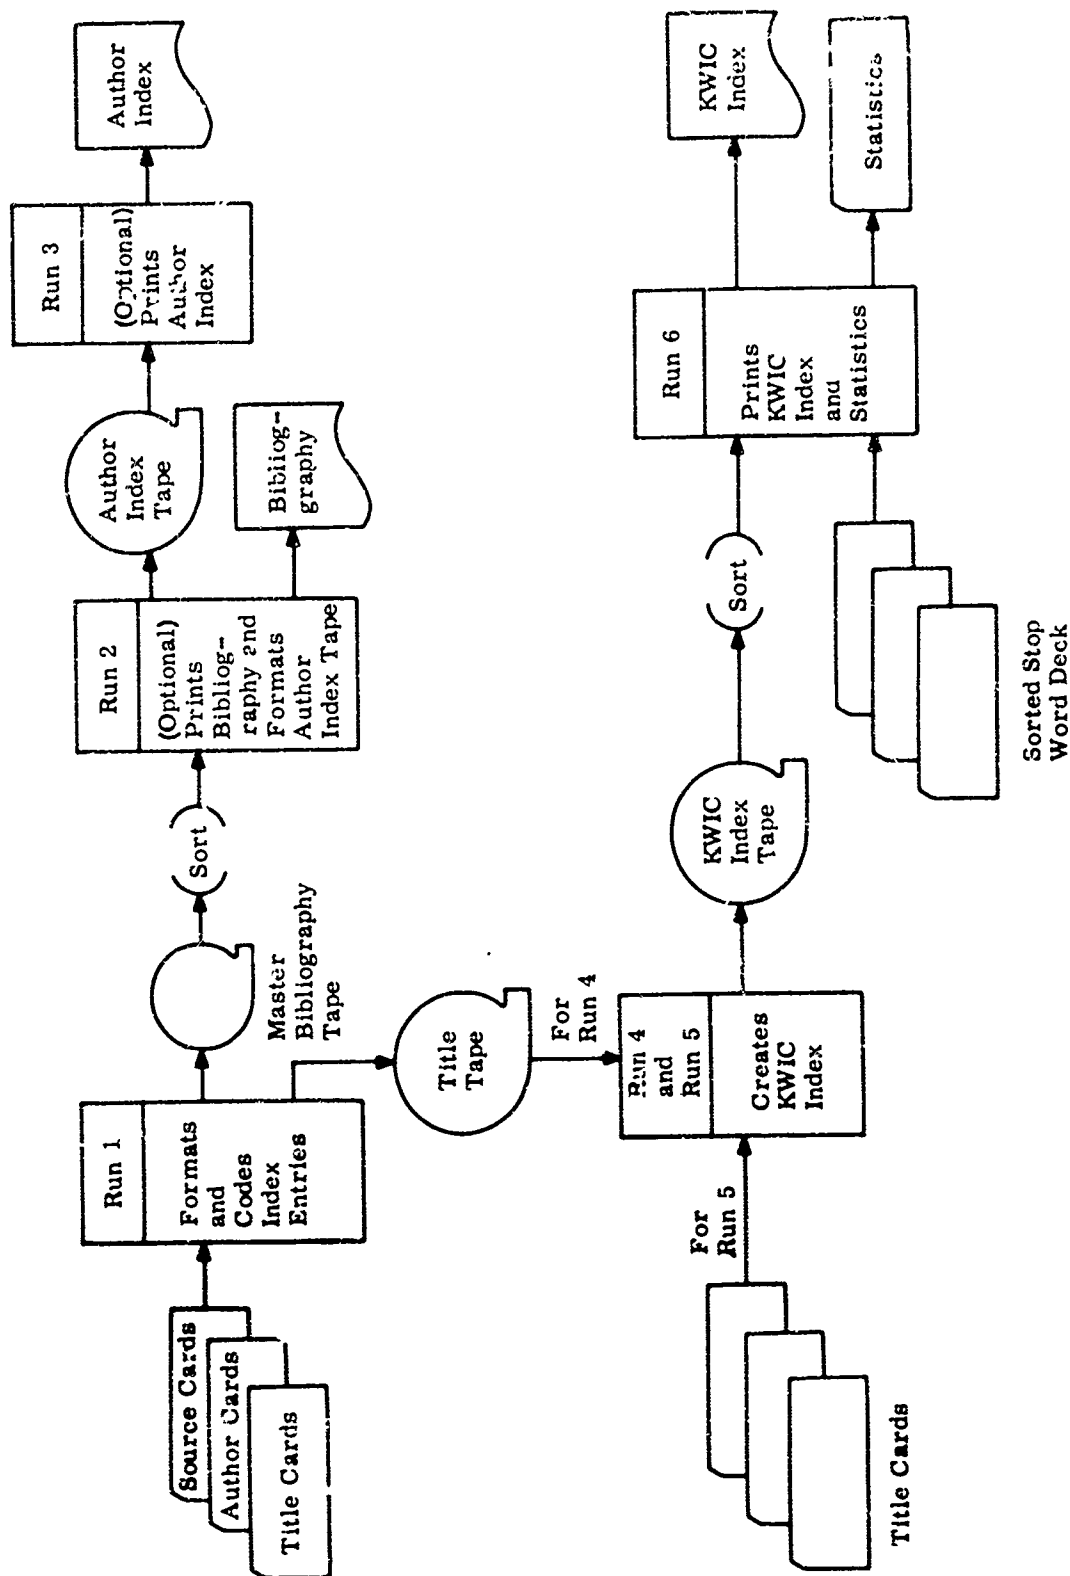 Source Cards
Author Cards
Title Cards
Run 1
Formats
and
Codes
Index
Entries
Master
Bibliography
Tape
(Sort)
Run 2
(Optional)
Prints
Bibliog-
raphy and
Formats
Author
Index Tape
Author
Index
Tape
Bibliog-
graphy
Run 3
(Optional)
Prints
Author
Index
Author
Index
Title
Tape
For
Run 4
Title Cards
For
Run 5
Run 4
and
Run 5
Creates
KWIC
Index
KWIC
Index
Tape
(Sort)
Sorted Stop
Word Deck
Run 6
Prints
KWIC
Index
and
Statistics
KWIC
Index
Statistics